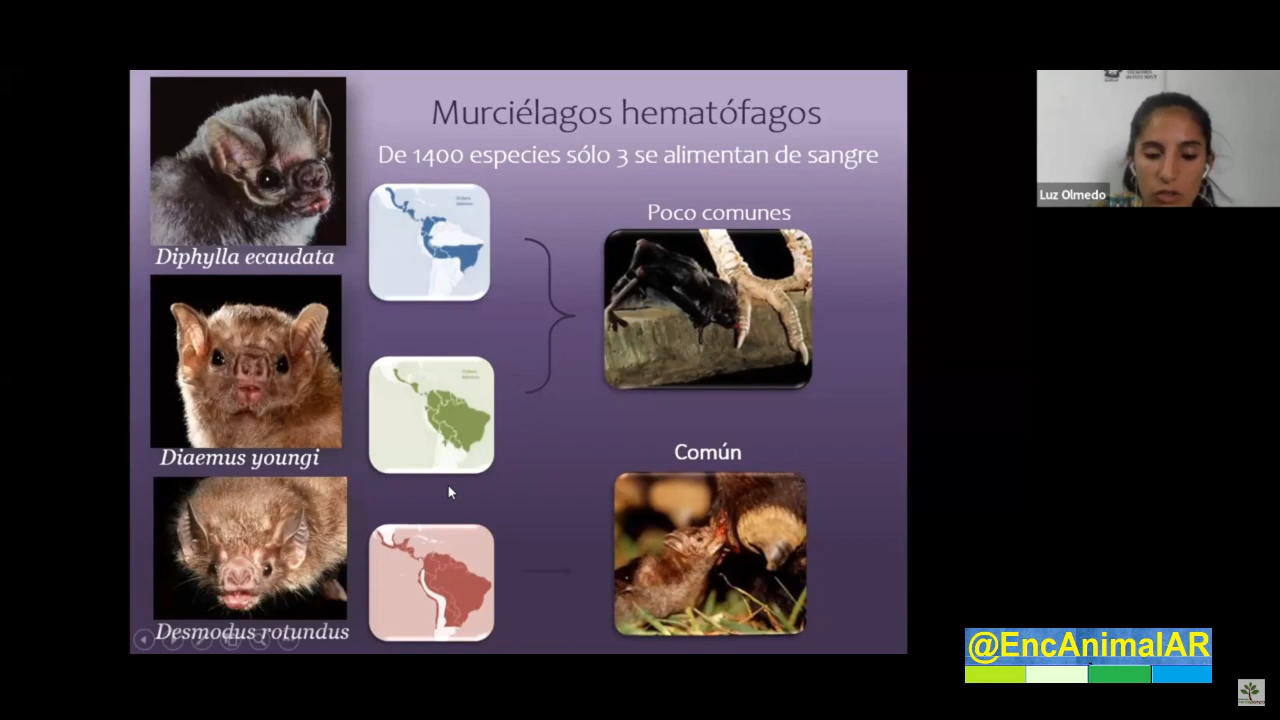 Murciélagos hematófagos
De 1400 especies sólo 3 se alimentan de sangre
Diphylla ecaudata
Poco comunes
Diaemus youngi
Común
Desmodus rotundus
Luz Olmedo
@EncAnimalAR